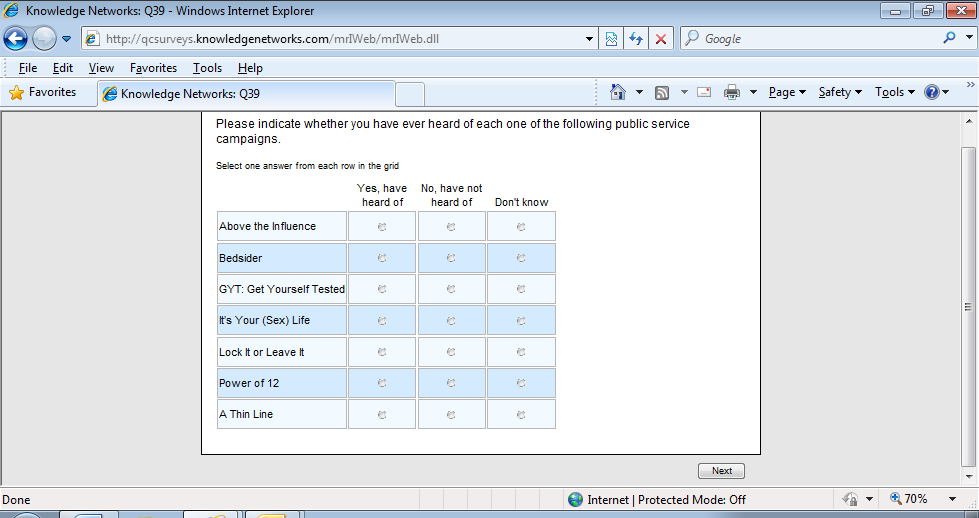 Knowledge Networks: Q39 - Windows Internet Explorer
http://qcsurveys.knowledgenetworks.com/mrIWeb/mrIWeb.dll
Google
File Edit View Favorites Tools Help
Favorites
Knowledge Networks: Q39
Page Safety Tools
Please indicate whether you have ever heard of each one of the following public service
campaigns.
Select one answer from each row in the grid
Yes, have No, have not
heard of heard of Don't know
Above the Influence
Bedsider
GYT: Get Yourself Tested
It's Your (Sex) Life
Lock It or Leave It
Power of 12
A Thin Line
Next
Done
Internet | Protected Mode: Off
70%